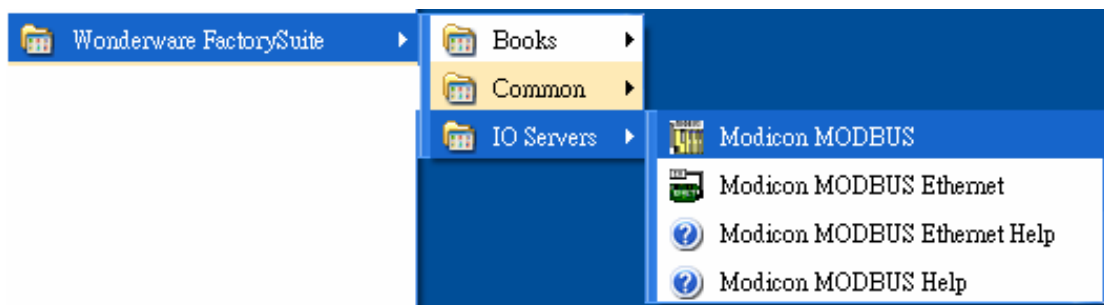 Wonderware FactorySuite
Books
Common
IO Servers
Modicon MODBUS
Modicon MODBUS Ethernet
Modicon MODBUS Ethernet Help
Modicon MODBUS Help